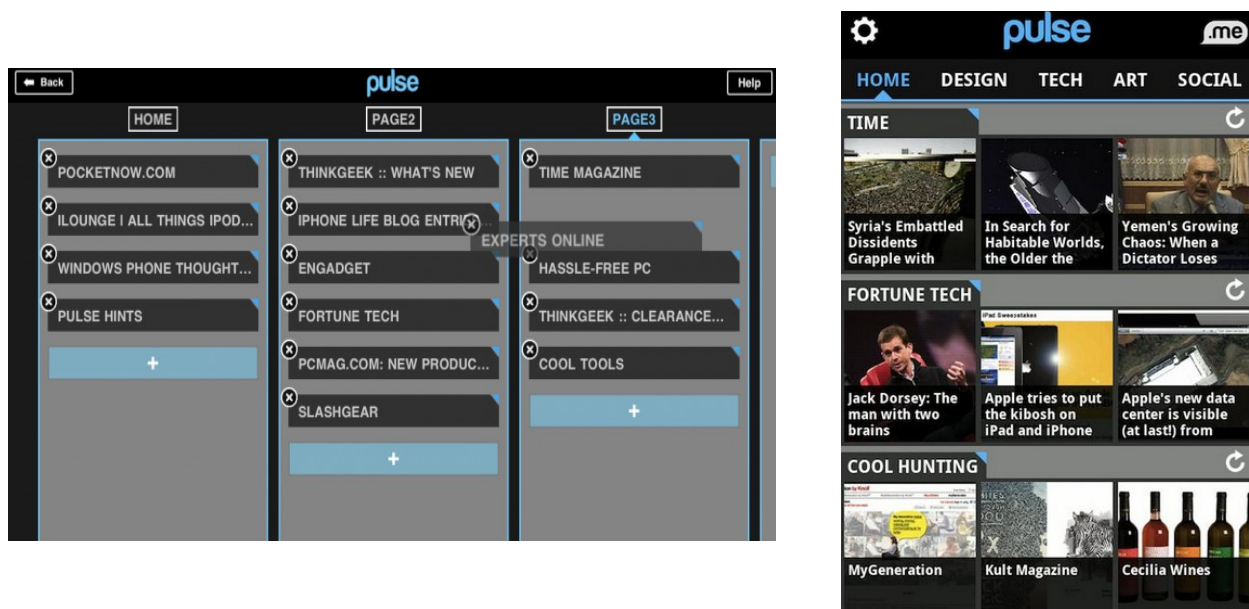 Back
pulse
Help
HOME
PAGE2
PAGE3
POCKETNOW.COM
ILOUNGE | ALL THINGS IPOD...
WINDOWS PHONE THOUGHT...
PULSE HINTS
+
THINKGEEK :: WHAT'S NEW
IPHONE LIFE BLOG ENTRI
ENGADGET
FORTUNE TECH
PCMAG.COM: NEW PRODUC...
SLASHGEAR
+
TIME MAGAZINE
EXPERTS ONLINE
HASSLE-FREE PC
THINKGEEK :: CLEARANCE...
COOL TOOLS
+
pulse
.me
HOME DESIGN TECH ART SOCIAL
TIME
Syria's Embattled
Dissidents
Grapple with
In Search for
Habitable Worlds,
the Older the
Yemen's Growing
Chaos: When a
Dictator Loses
FORTUNE TECH
iPad Sweepstakes
Jack Dorsey: The
man with two
brains
Apple tries to put
the kibosh on
iPad and iPhone
Apple's new data
center is visible
(at last!) from
COOL HUNTING
MyGeneration
Kult Magazine
Cecilia Wines